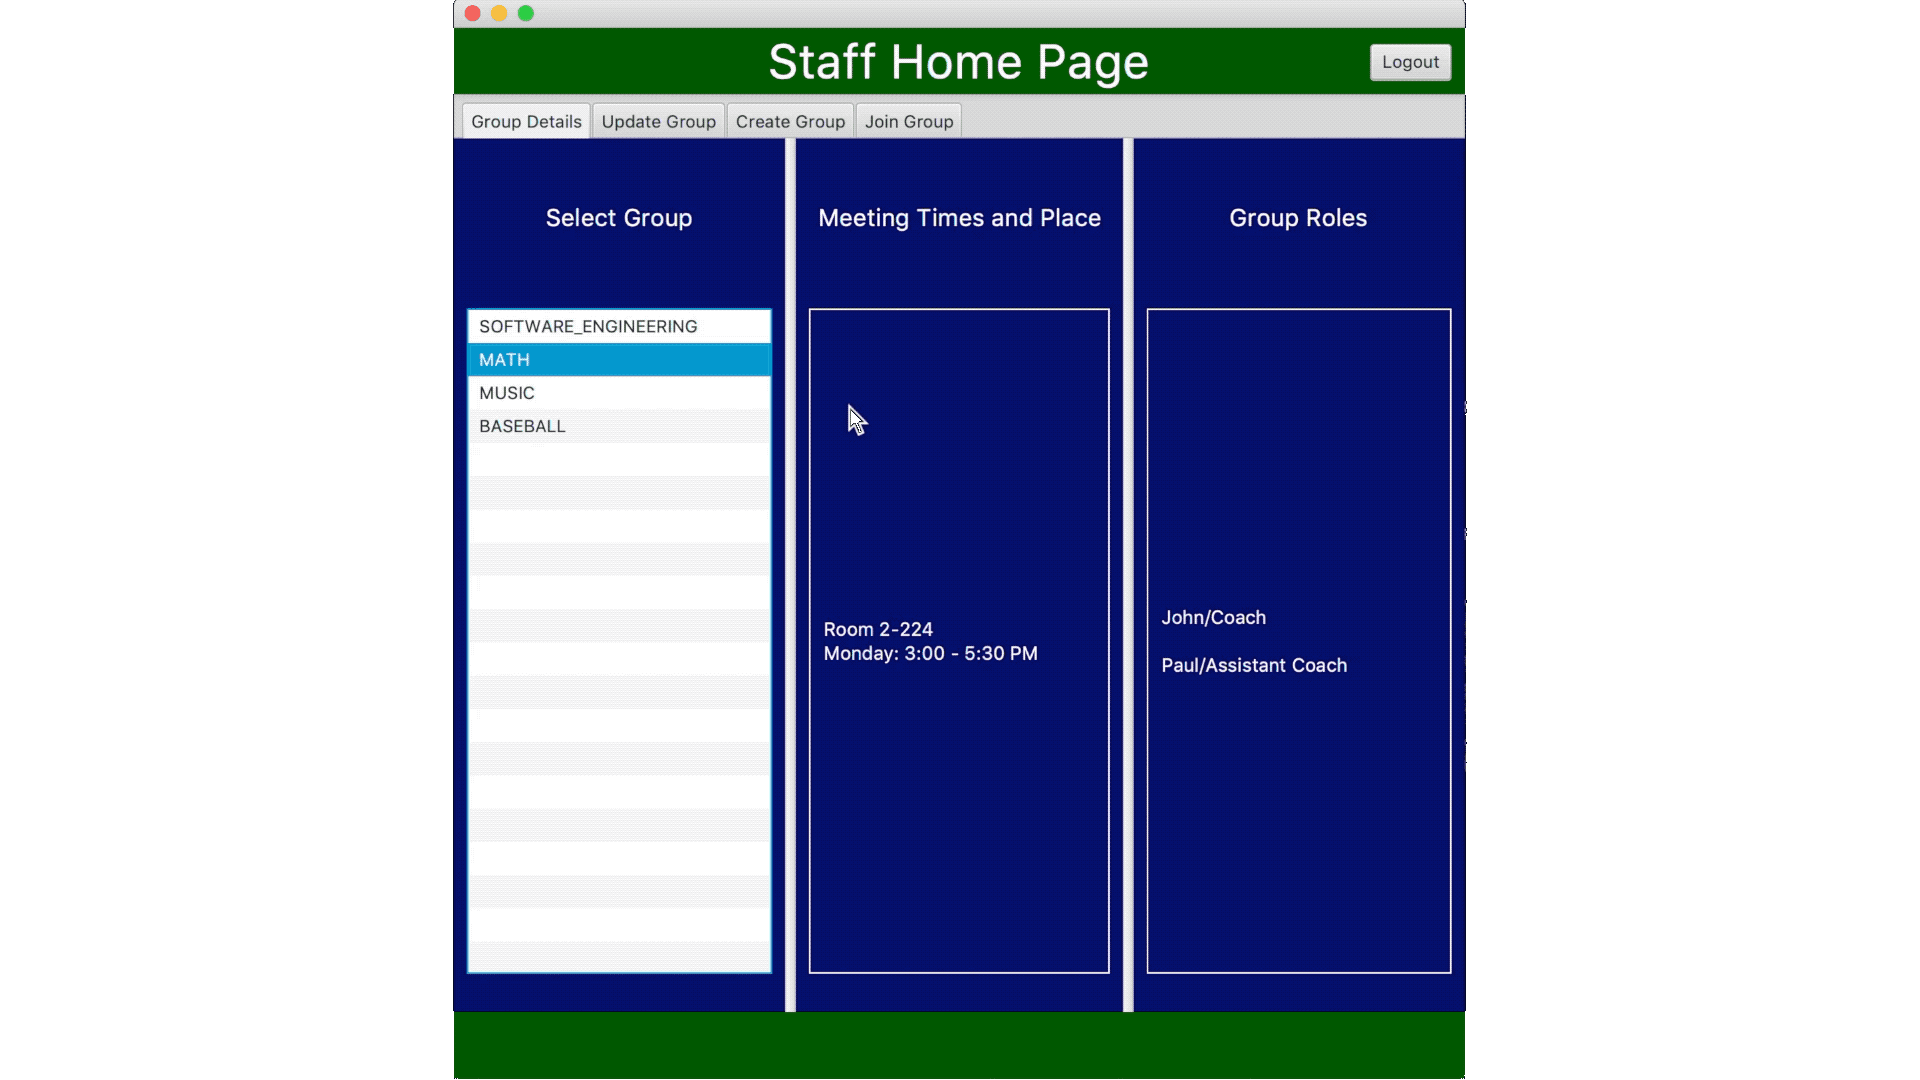 Staff Home Page
Logout
Group Details
Update Group
Create Group
Join Group
Select Group
SOFTWARE_ENGINEERING
MATH
MUSIC
BASEBALL
Meeting Times and Place
Room 2-224
Monday: 3:00 - 5:30 PM
Group Roles
John/Coach
Paul/Assistant Coach